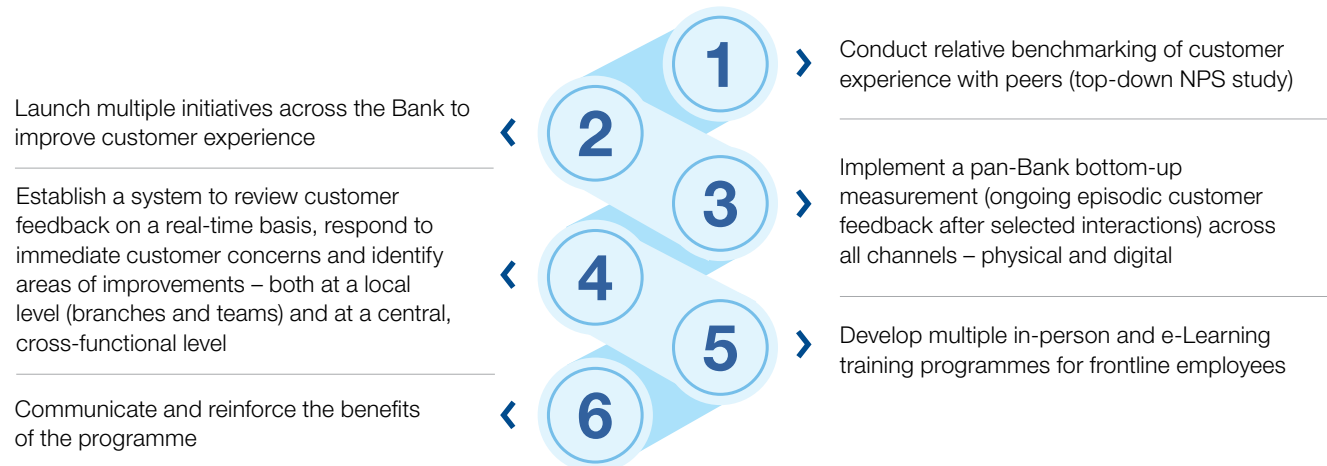 1
Conduct relative benchmarking of customer
experience with peers (top-down NPS study)
Launch multiple initiatives across the Bank to
improve customer experience
2
3
Implement a pan-Bank bottom-up
measurement (ongoing episodic customer
feedback after selected interactions) across
all channels – physical and digital
Establish a system to review customer
feedback on a real-time basis, respond to
immediate customer concerns and identify
areas of improvements – both at a local
level (branches and teams) and at a central,
cross-functional level
4
5
Develop multiple in-person and e-Learning
training programmes for frontline employees
Communicate and reinforce the benefits
of the programme
6